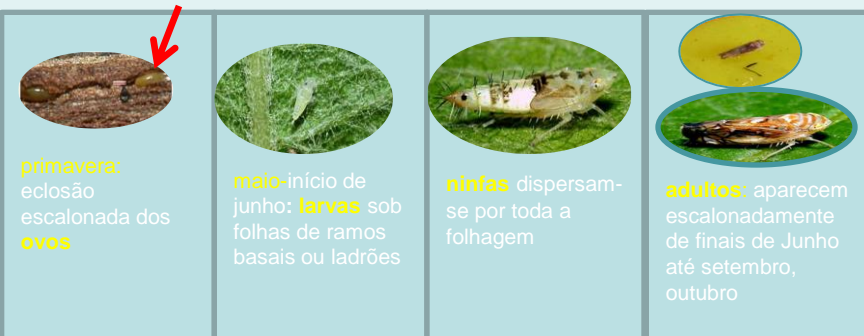 primavera:
eclosão
escalonada dos
ovos
maio-início de
junho: larvas sob
folhas de ramos
basais ou ladrões
ninfas dispersam-
se por toda a
folhagem
adultos: aparecem
escalonadamente
de finais de Junho
até setembro,
outubro